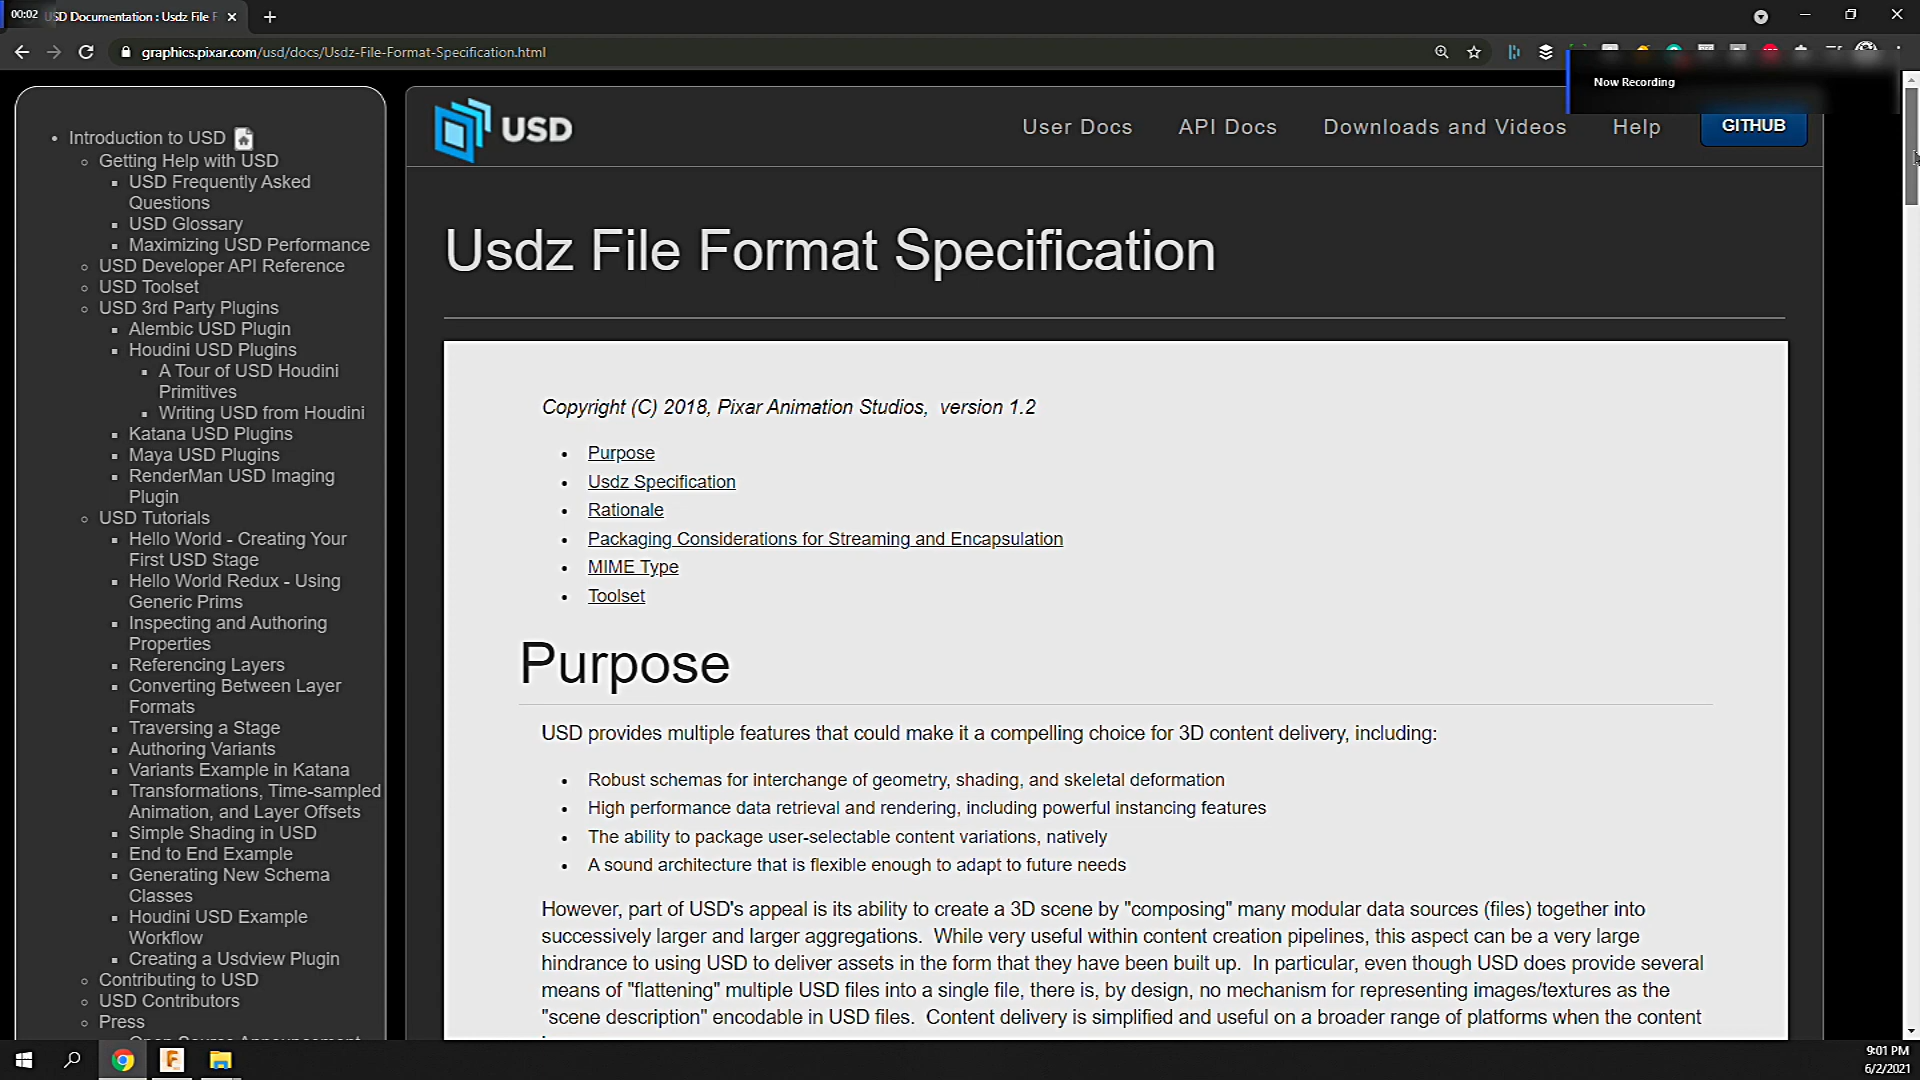 00:02
USD Documentation : Usdz File F
graphics.pixar.com/usd/docs/Usdz-File-Format-Specification.html
Now Recording
Introduction to USD
Getting Help with USD
USD Frequently Asked
Questions
USD Glossary
Maximizing USD Performance
USD Developer API Reference
USD Toolset
USD 3rd Party Plugins
Alembic USD Plugin
Houdini USD Plugins
A Tour of USD Houdini
Primitives
Writing USD from Houdini
Katana USD Plugins
Maya USD Plugins
RenderMan USD Imaging
Plugin
USD Tutorials
Hello World - Creating Your
First USD Stage
Hello World Redux - Using
Generic Prims
Inspecting and Authoring
Properties
Referencing Layers
Converting Between Layer
Formats
Traversing a Stage
Authoring Variants
Variants Example in Katana
Transformations, Time-sampled
Animation, and Layer Offsets
Simple Shading in USD
End to End Example
Generating New Schema
Classes
Houdini USD Example
Workflow
Creating a Usdview Plugin
Contributing to USD
USD Contributors
Press
Open Source Announcement
USD
User Docs API Docs Downloads and Videos Help GITHUB
Usdz File Format Specification
Copyright (C) 2018, Pixar Animation Studios, version 1.2
Purpose
Usdz Specification
Rationale
Packaging Considerations for Streaming and Encapsulation
MIME Type
Toolset
Purpose
USD provides multiple features that could make it a compelling choice for 3D content delivery, including:
Robust schemas for interchange of geometry, shading, and skeletal deformation
High performance data retrieval and rendering, including powerful instancing features
The ability to package user-selectable content variations, natively
A sound architecture that is flexible enough to adapt to future needs
However, part of USD's appeal is its ability to create a 3D scene by "composing" many modular data sources (files) together into
successively larger and larger aggregations. While very useful within content creation pipelines, this aspect can be a very large
hindrance to using USD to deliver assets in the form that they have been built up. In particular, even though USD does provide several
means of "flattening" multiple USD files into a single file, there is, by design, no mechanism for representing images/textures as the
"scene description" encodable in USD files. Content delivery is simplified and useful on a broader range of platforms when the content
9:01 PM
6/2/2021